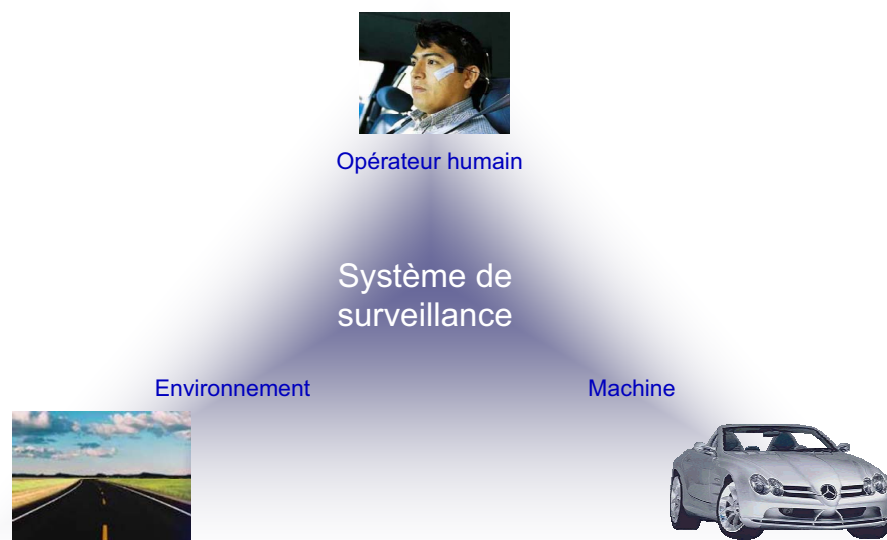 Opérateur humain
Système de
surveillance
Environnement
Machine